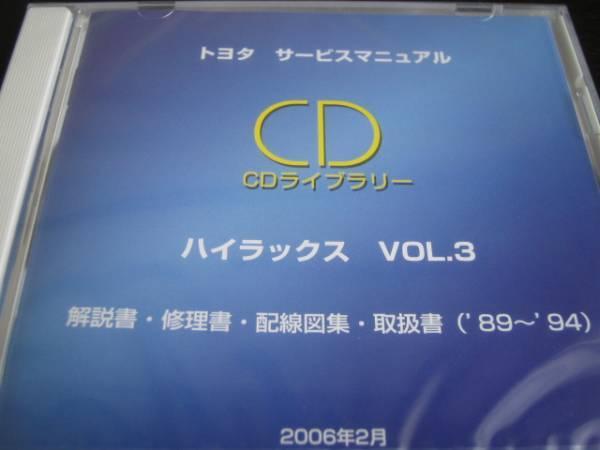 トヨタ サービスマニュアル
CD
CDライブラリー
ハイラックス VOL.3
解説書・修理書・配線図集・取扱書（'89～'94）
2006年2月